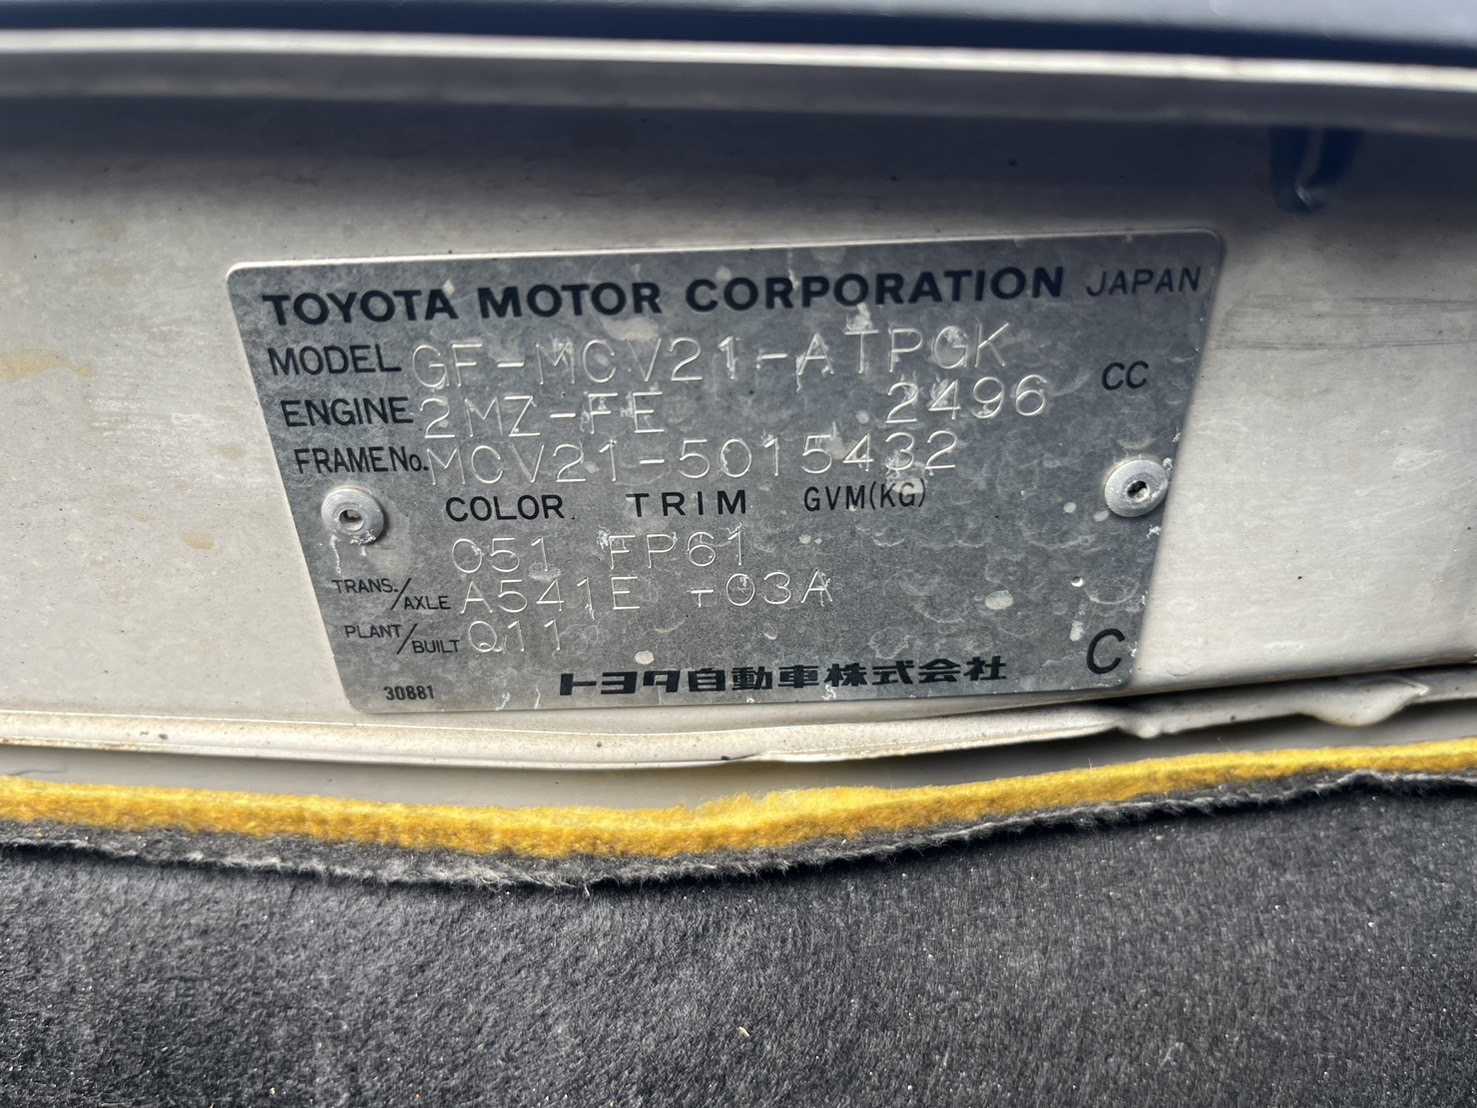 TOYOTA MOTOR CORPORATION JAPAN
MODEL GF-MCV21-ATPGK
ENGINE 2MZ-FE 2496 CC
FRAME No. MCV21-5015432
COLOR TRIM GVM(KG)
051 FP61
TRANS./AXLE A541E -03A
PLANT/BUILT Q11
30881 トヨタ自動車株式会社 C